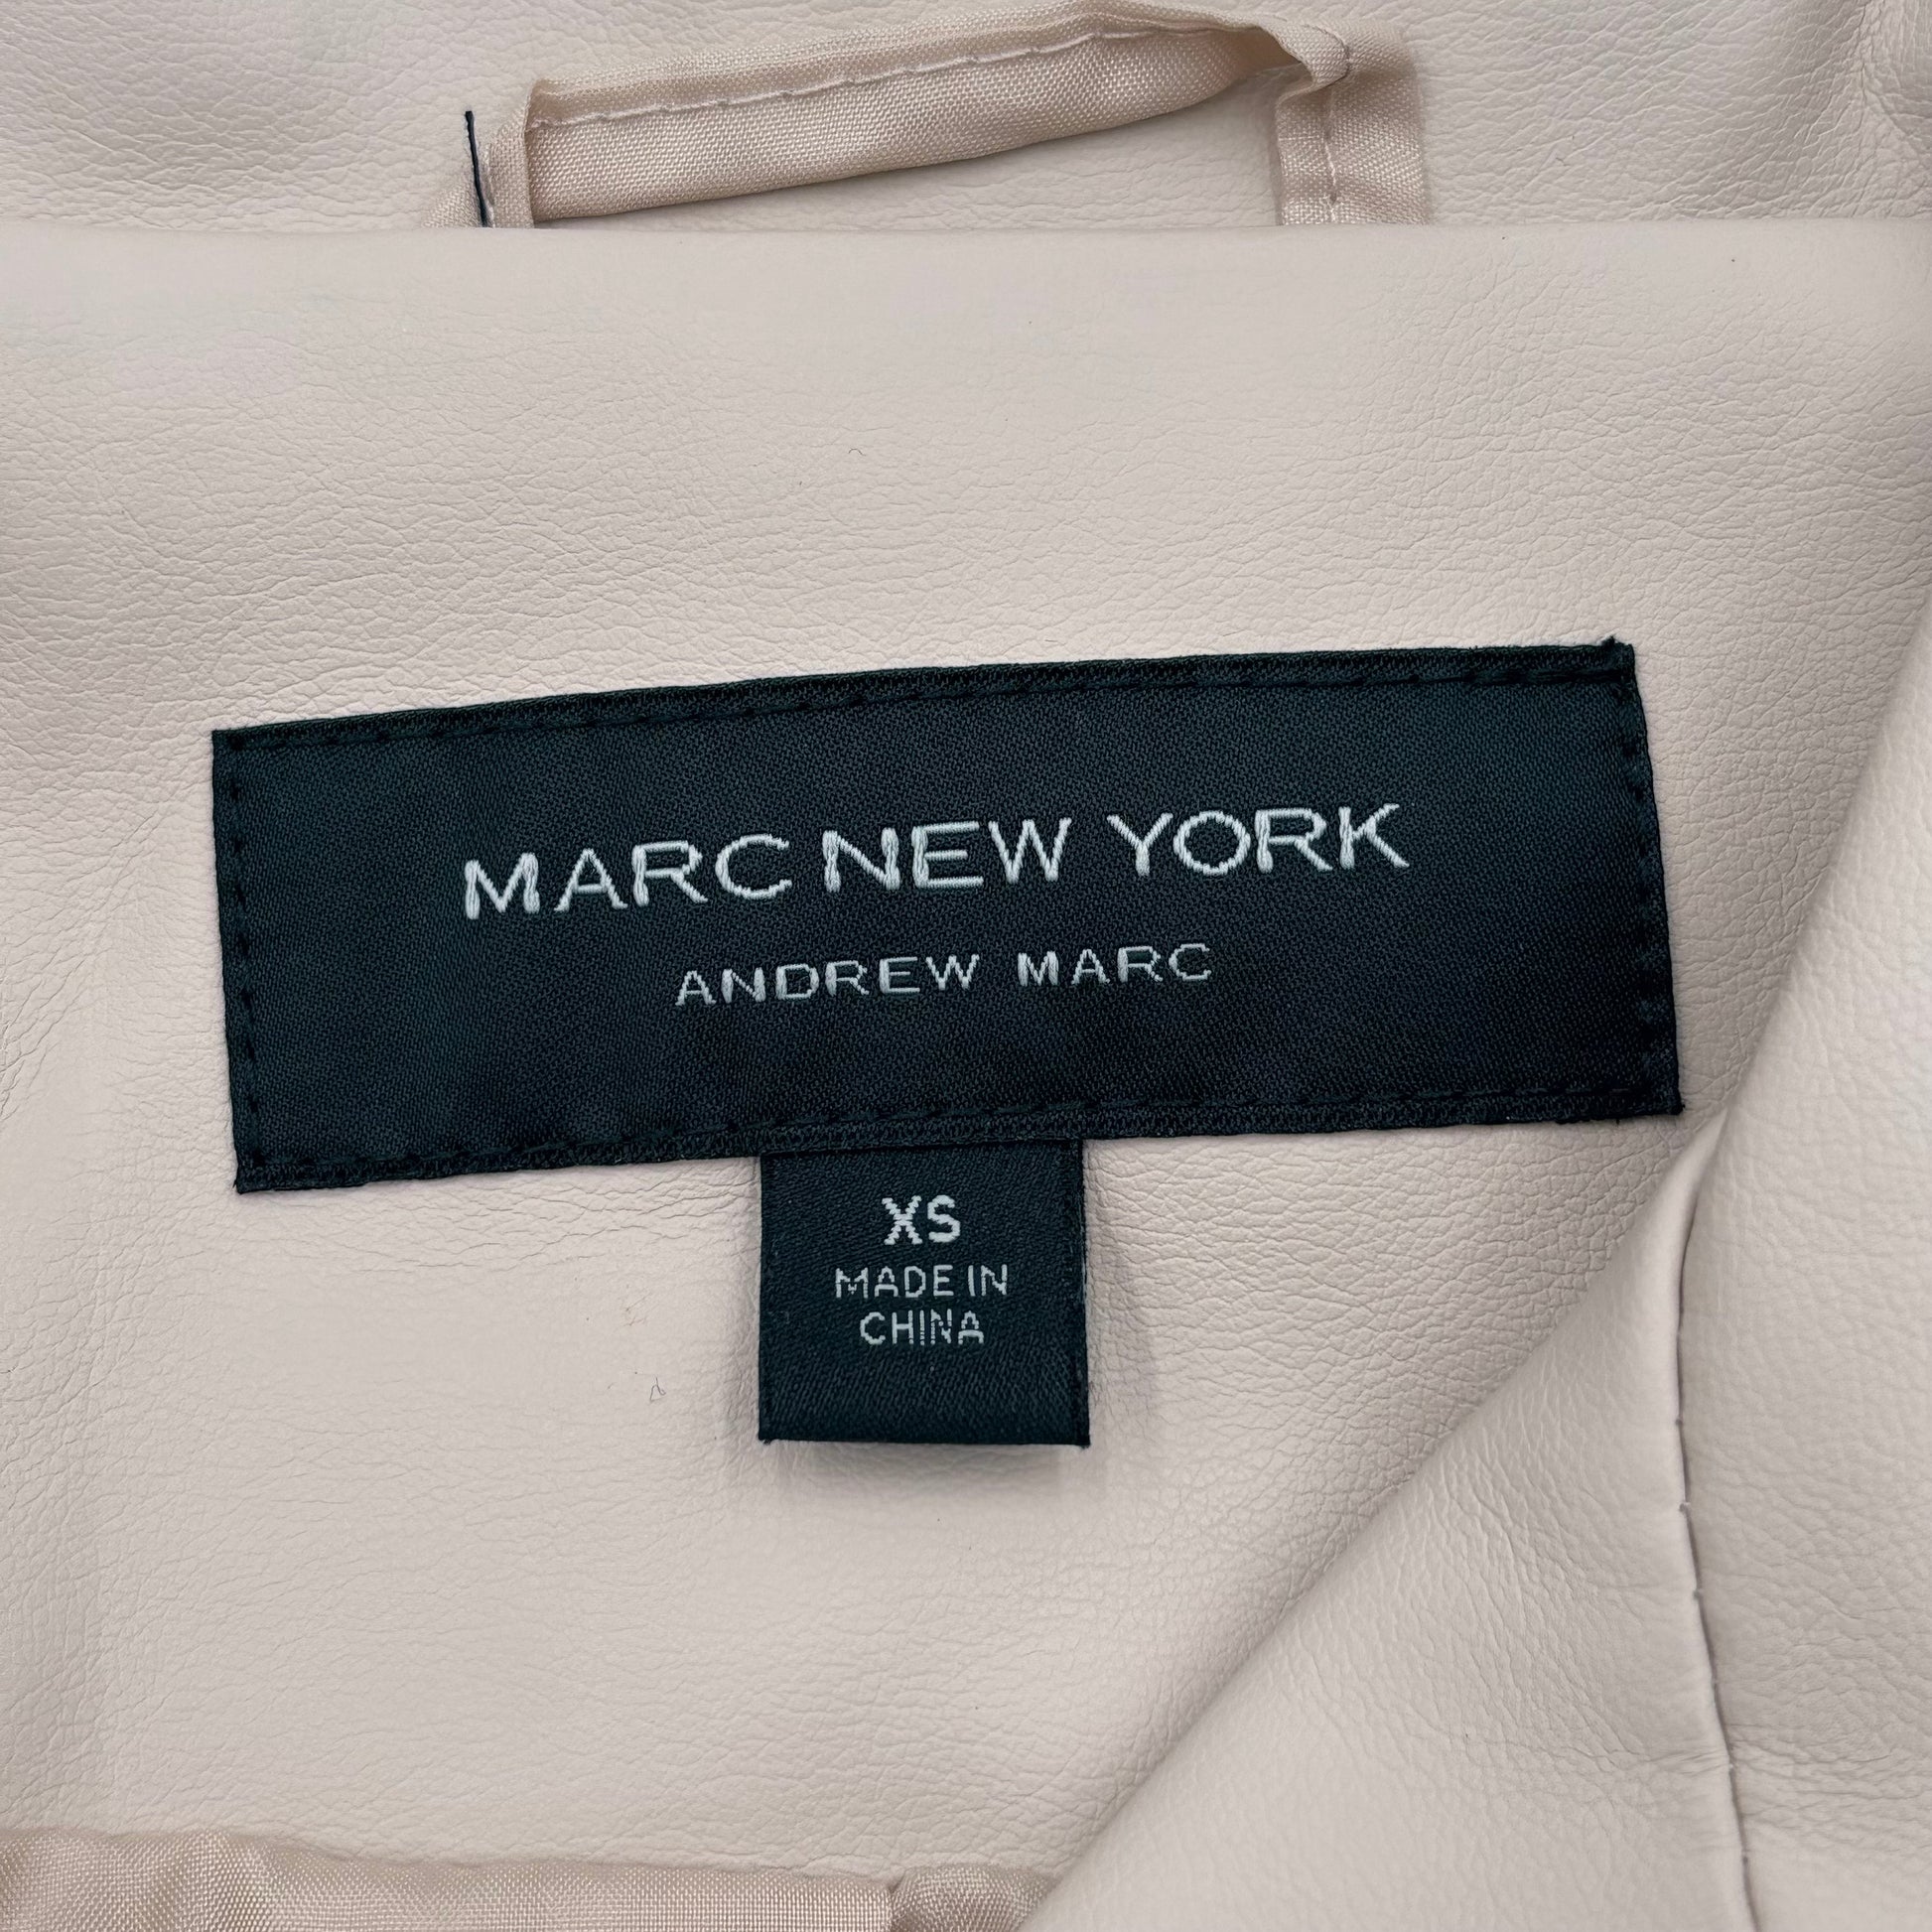 MARC NEW YORK
ANDREW MARC
XS
MADE IN
CHINA